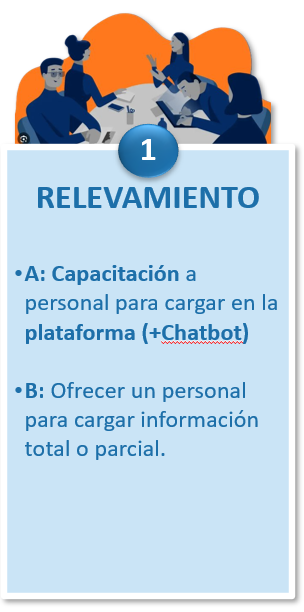 1
RELEVAMIENTO
•A: Capacitación a
personal para cargar en la
plataforma (+Chatbot)
•B: Ofrecer un personal
para cargar información
total o parcial.